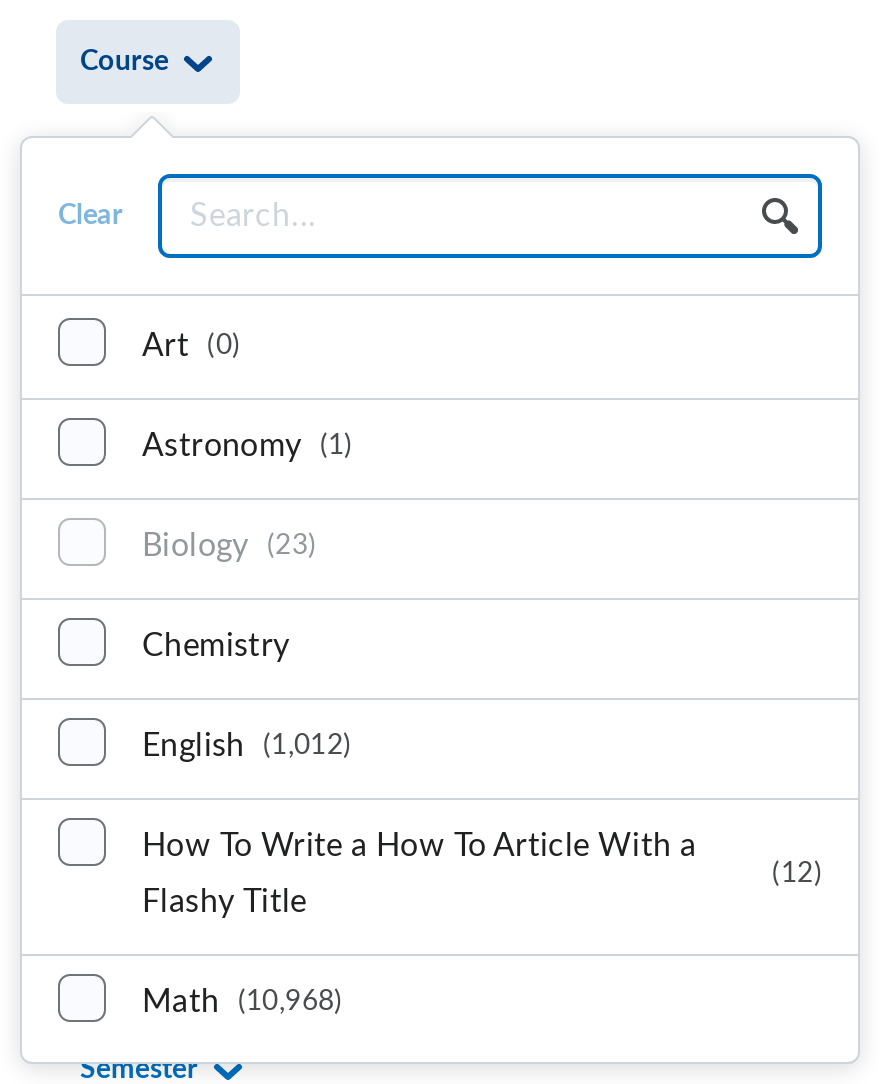 Course
Clear
Search...
Art (0)
Astronomy (1)
Biology (23)
Chemistry
English (1,012)
How To Write a How To Article With a
Flashy Title
(12)
Math (10,968)
Semester